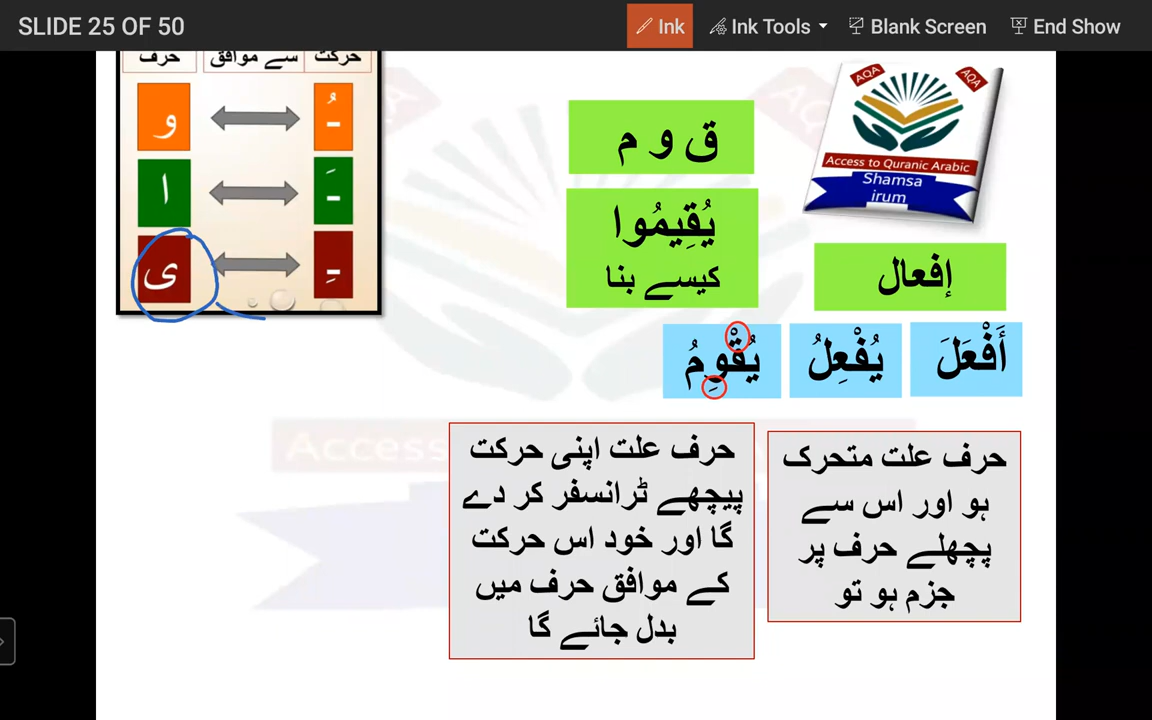 SLIDE 25 OF 50
Ink
Ink Tools
Blank Screen
End Show
حرکت سے موافق حرف
ـُ و
ـَ ا
ـِ ی
ق و م
یُقِیمُوا
کیسے بنا
AQA AQA
Access to Quranic Arabic
Shamsa
irum
إفعال
أَفْعَلَ
يُفْعِلُ
يُقْوِمُ
حرف علت متحرک
ہو اور اس سے
پچھلے حرف پر
جزم ہو تو
حرف علت اپنی حرکت
پیچھے ٹرانسفر کر دے
گا اور خود اس حرکت
کے موافق حرف میں
بدل جائے گا